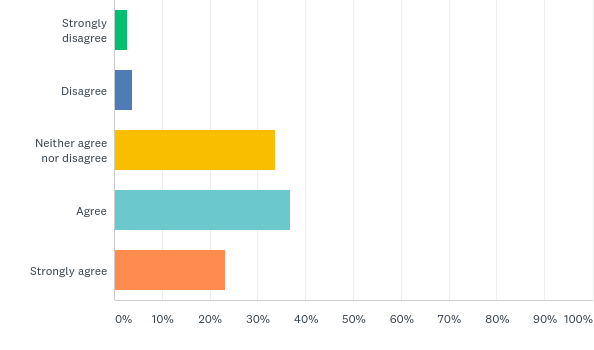 Strongly
disagree
Disagree
Neither agree
nor disagree
Agree
Strongly agree
0% 10% 20% 30% 40% 50% 60% 70% 80% 90% 100%